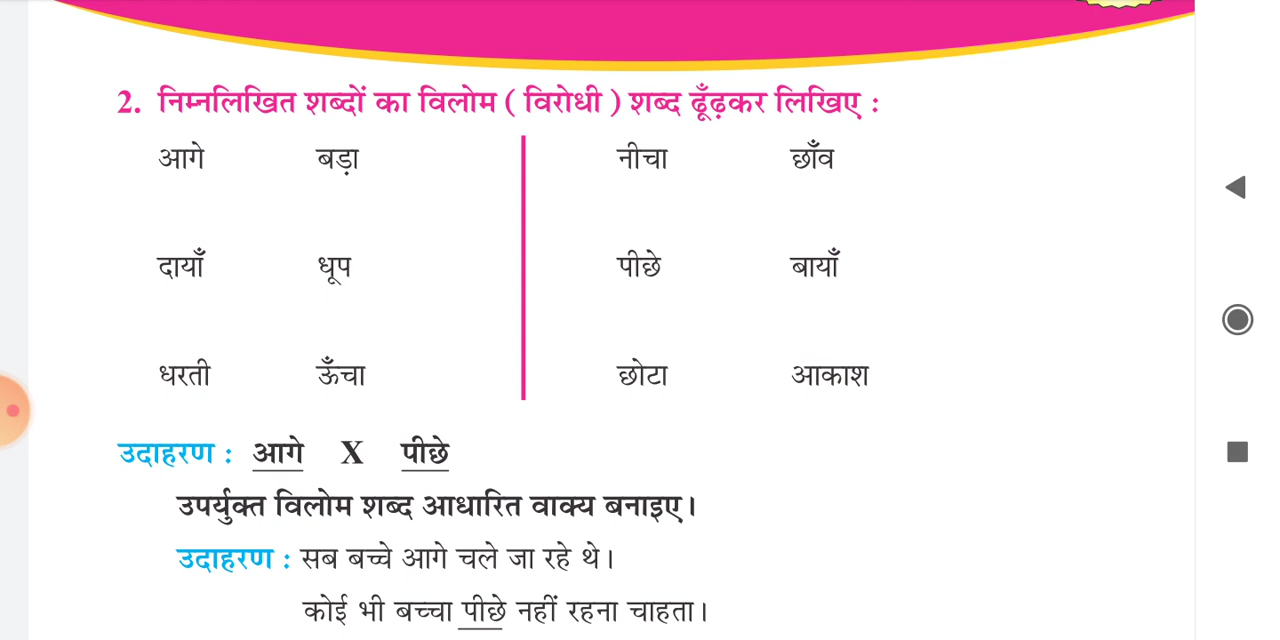 2. निम्नलिखित शब्दों का विलोम ( विरोधी ) शब्द ढूँढ़कर लिखिए :
आगे बड़ा नीचा छाँव
दायाँ धूप पीछे बायाँ
धरती ऊँचा छोटा आकाश
उदाहरण : आगे X पीछे
उपर्युक्त विलोम शब्द आधारित वाक्य बनाइए।
उदाहरण : सब बच्चे आगे चले जा रहे थे।
कोई भी बच्चा पीछे नहीं रहना चाहता।